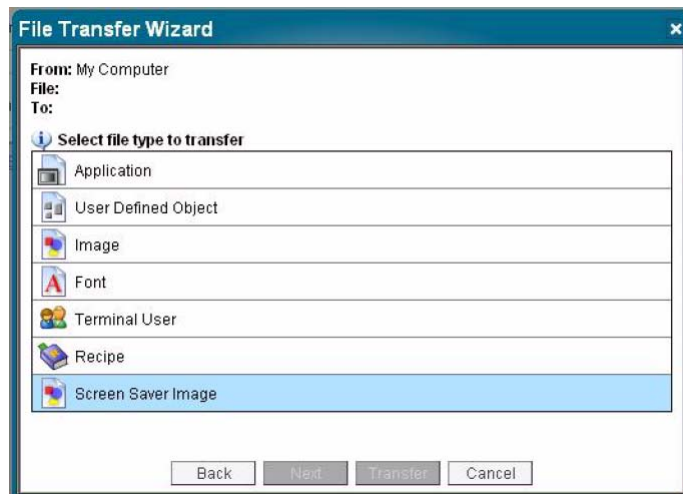 File Transfer Wizard
From: My Computer
File:
To:
Select file type to transfer
Application
User Defined Object
Image
Font
Terminal User
Recipe
Screen Saver Image
Back Next Transfer Cancel